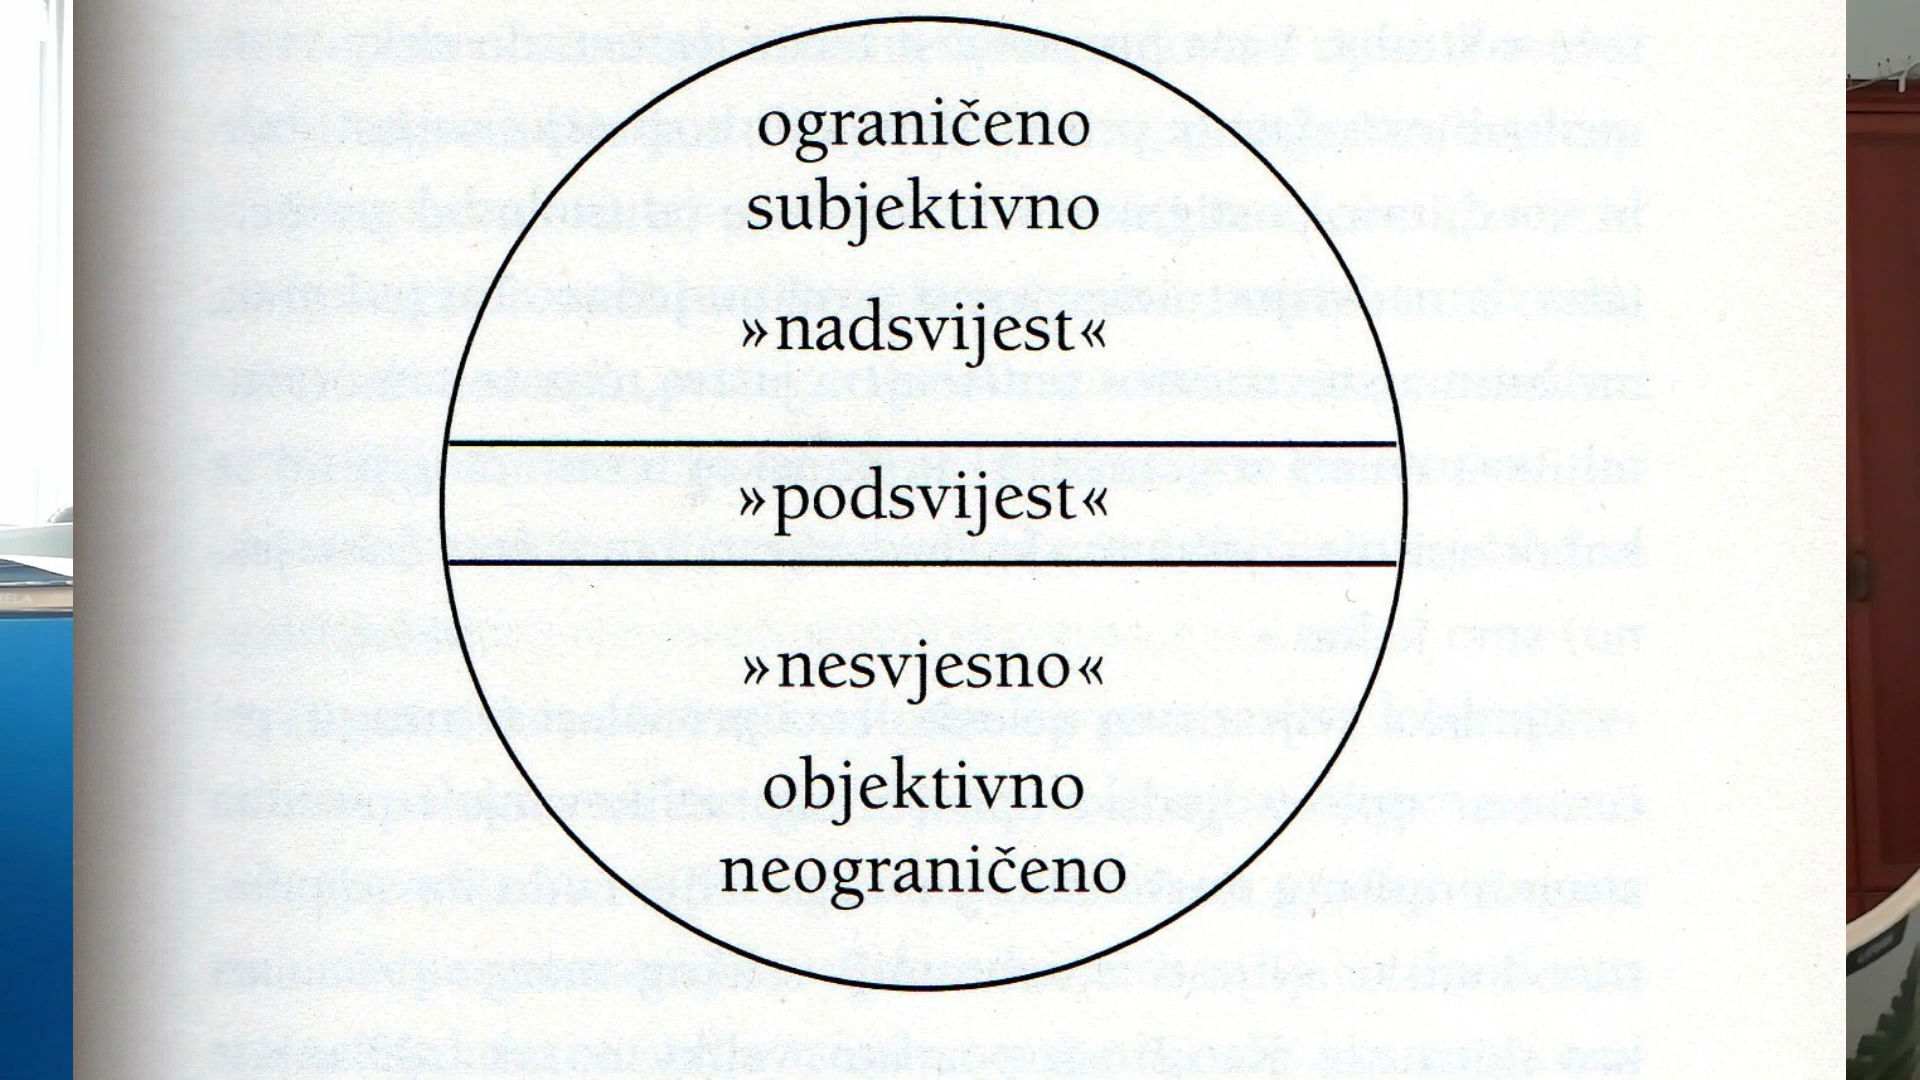 ograničeno
subjektivno
»nadsvijest«
»podsvijest«
»nesvjesno«
objektivno
neograničeno